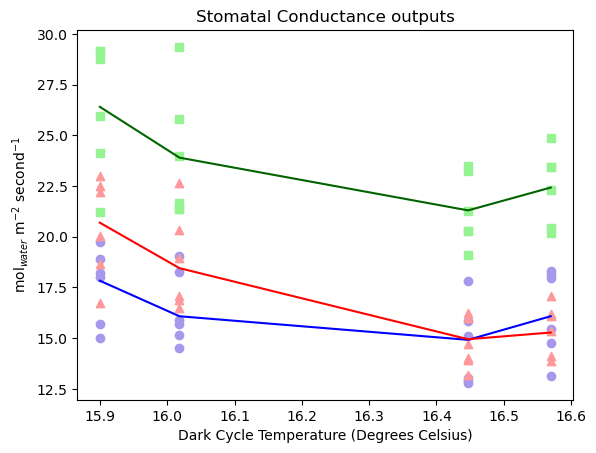 Stomatal Conductance outputs
30.0
27.5
25.0
22.5
20.0
17.5
15.0
12.5
mol_water m⁻² second⁻¹
15.9 16.0 16.1 16.2 16.3 16.4 16.5 16.6
Dark Cycle Temperature (Degrees Celsius)